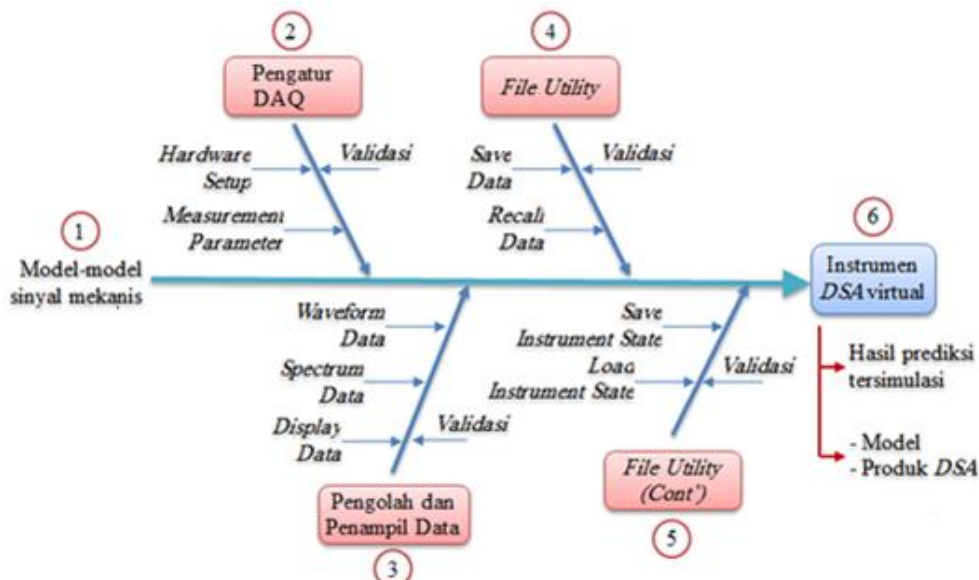 1
Model-model
sinyal mekanis
2
Pengatur
DAQ
Hardware
Setup
Validasi
Measurement
Parameter
3
Pengolah dan
Penampil Data
Waveform
Data
Spectrum
Data
Display
Data
Validasi
4
File Utility
Save
Data
Validasi
Recall
Data
5
File Utility
(Cont')
Save
Instrument State
Load
Instrument State
Validasi
6
Instrumen
DSA virtual
Hasil prediksi
tersimulasi
- Model
- Produk DSA